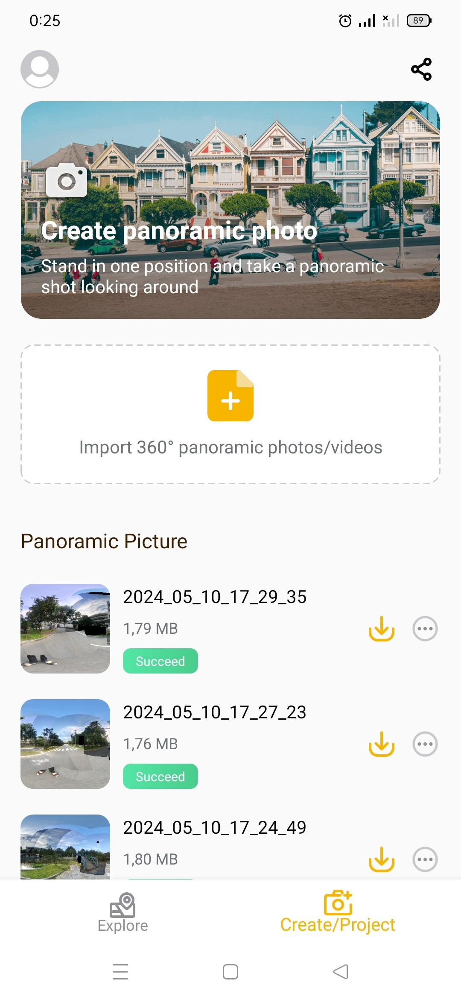 0:25
89
Create panoramic photo
Stand in one position and take a panoramic
shot looking around
Import 360° panoramic photos/videos
Panoramic Picture
2024_05_10_17_29_35
1,79 MB
Succeed
2024_05_10_17_27_23
1,76 MB
Succeed
2024_05_10_17_24_49
1,80 MB
Explore
Create/Project